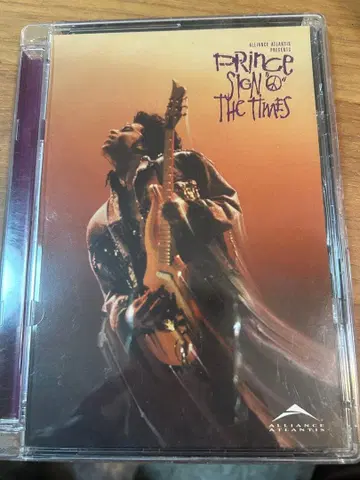 ALLIANCE ATLANTIS
PRESENTS
PRINCE
SIGN "☮"
THE TIMES
ALLIANCE
ATLANTIS